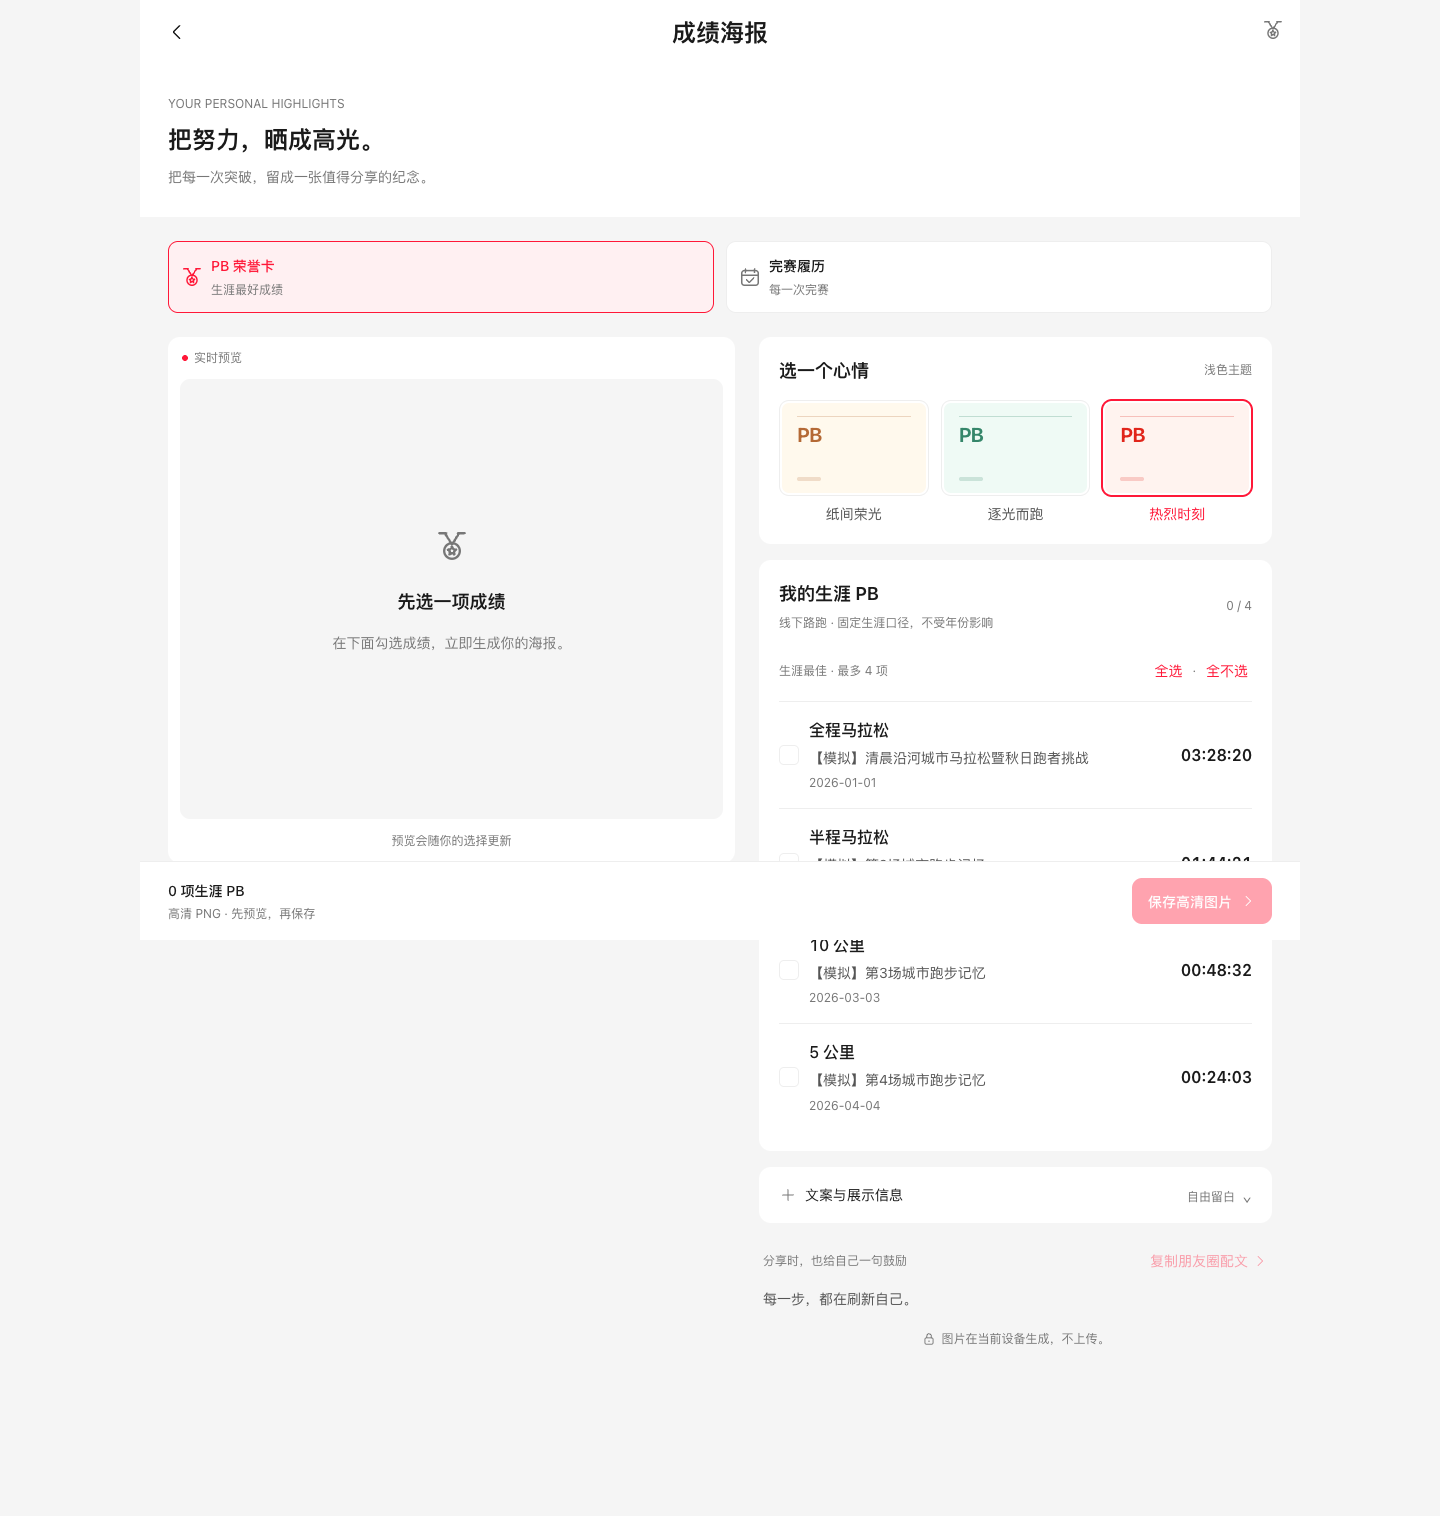 成绩海报
YOUR PERSONAL HIGHLIGHTS
把努力，晒成高光。
把每一次突破，留成一张值得分享的纪念。
PB 荣誉卡
生涯最好成绩
完赛履历
每一次完赛
实时预览
先选一项成绩
在下面勾选成绩，立即生成你的海报。
预览会随你的选择更新
选一个心情
浅色主题
PB
PB
PB
纸间荣光
逐光而跑
热烈时刻
我的生涯 PB
线下路跑 · 固定生涯口径，不受年份影响
0 / 4
生涯最佳 · 最多 4 项
全选 · 全不选
全程马拉松
【模拟】清晨沿河城市马拉松暨秋日跑者挑战
2026-01-01
03:28:20
半程马拉松
0 项生涯 PB
高清 PNG · 先预览，再保存
保存高清图片
10 公里
【模拟】第3场城市跑步记忆
2026-03-03
00:48:32
5 公里
【模拟】第4场城市跑步记忆
2026-04-04
00:24:03
文案与展示信息
自由留白
分享时，也给自己一句鼓励
复制朋友圈配文
每一步，都在刷新自己。
图片在当前设备生成，不上传。